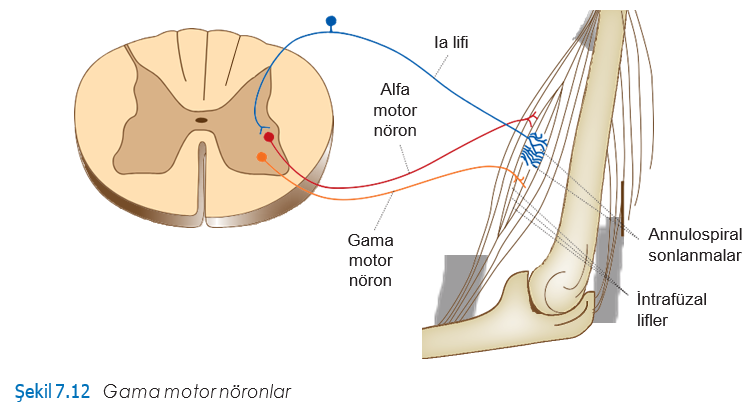 Ia lifi
Alfa
motor
nöron
Gama
motor
nöron
Annulospiral
sonlanmalar
İntrafüzal
lifler
Şekil 7.12 Gama motor nöronlar